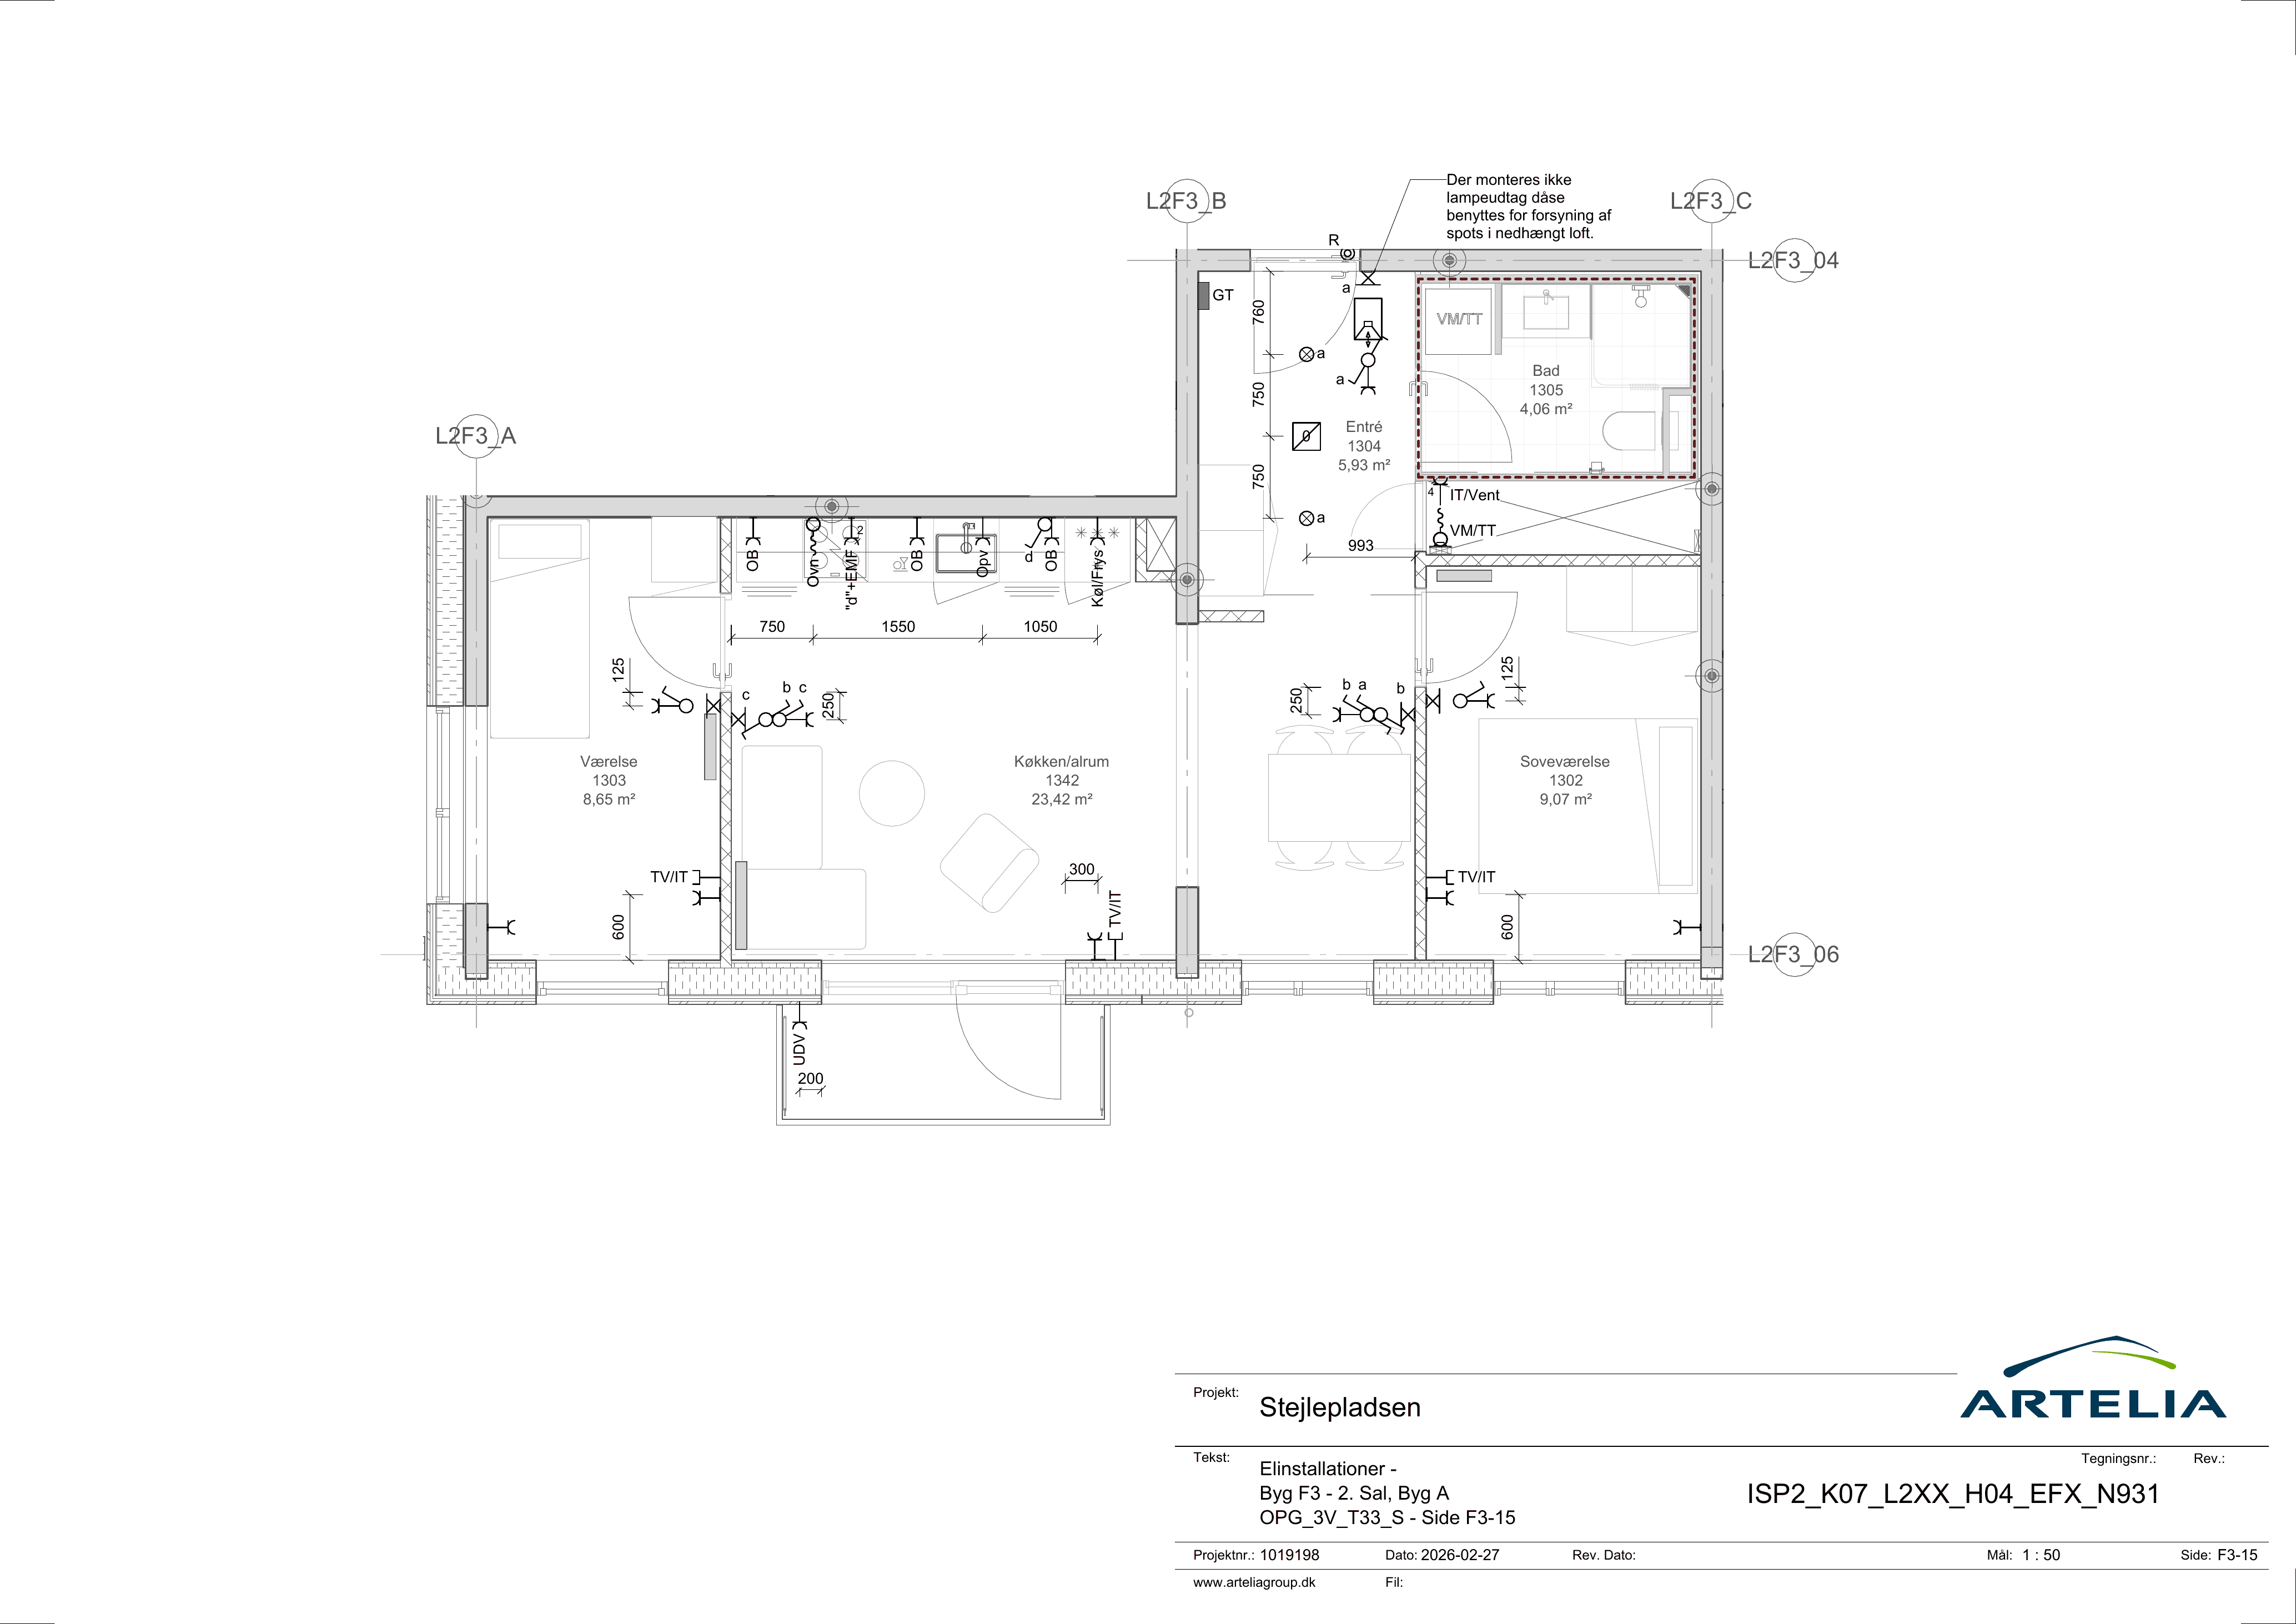 Der monteres ikke
lampeudtag dåse
benyttes for forsyning af
spots i nedhængt loft.
L2F3_B
L2F3_C
L2F3_04
R
GT
a
760
VM/TT
a
a
750
Bad
1305
4,06 m²
0
Entré
1304
5,93 m²
L2F3_A
750
4
IT/Vent
a
VM/TT
993
OB
Ovn
"d"+EMF
2
OB
Opv
d
OB
Køl/Frys
750
1550
1050
125
c
b c
250
250
b a
b
125
Værelse
1303
8,65 m²
Køkken/alrum
1342
23,42 m²
Soveværelse
1302
9,07 m²
TV/IT
300
TV/IT
TV/IT
600
600
L2F3_06
UDV
200
Projekt:
Stejlepladsen
ARTELIA
Tekst:
Elinstallationer -
Byg F3 - 2. Sal, Byg A
OPG_3V_T33_S - Side F3-15
Tegningsnr.:
Rev.:
ISP2_K07_L2XX_H04_EFX_N931
Projektnr.: 1019198
Dato: 2026-02-27
Rev. Dato:
Mål: 1 : 50
Side: F3-15
www.arteliagroup.dk
Fil: